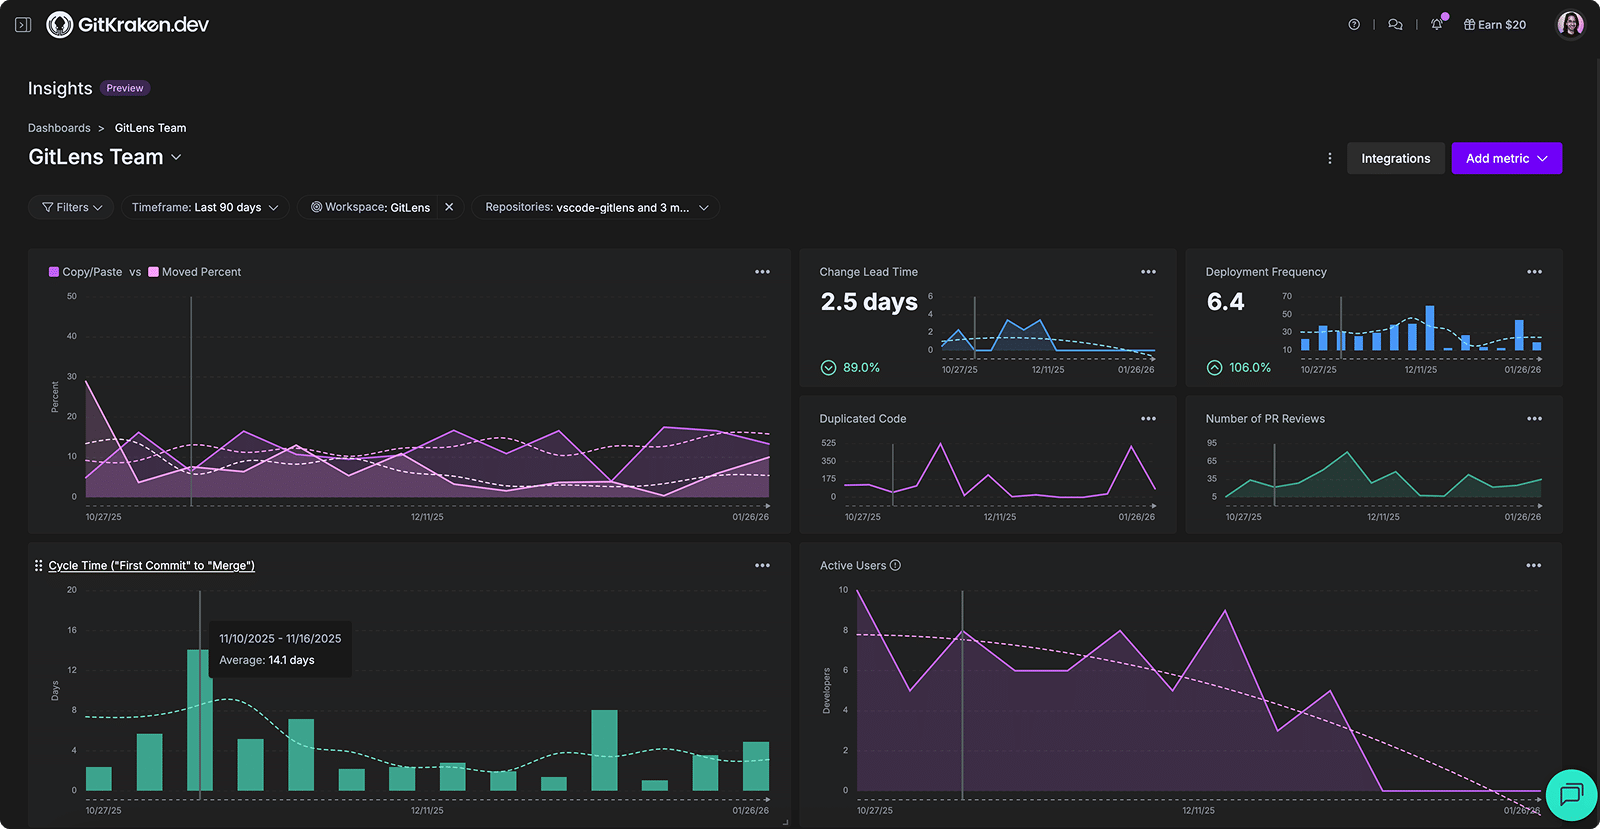 GitKraken.dev
Earn $20
Insights Preview
Dashboards > GitLens Team
GitLens Team
Integrations
Add metric
Filters
Timeframe: Last 90 days
Workspace: GitLens
Repositories: vscode-gitlens and 3 m...
Copy/Paste vs Moved Percent
Percent
50
40
30
20
10
0
10/27/25
12/11/25
01/26/26
Change Lead Time
2.5 days
89.0%
6
4
2
0
10/27/25
12/11/25
01/26/26
Deployment Frequency
6.4
106.0%
70
50
30
10
10/27/25
12/11/25
01/26/26
Duplicated Code
525
350
175
0
10/27/25
12/11/25
01/26/26
Number of PR Reviews
95
65
35
5
10/27/25
12/11/25
01/26/26
Cycle Time ("First Commit" to "Merge")
Days
20
16
12
8
4
0
11/10/2025 - 11/16/2025
Average: 14.1 days
10/27/25
12/11/25
01/26/26
Active Users
Developers
10
8
6
4
2
0
10/27/25
12/11/25
01/26/26